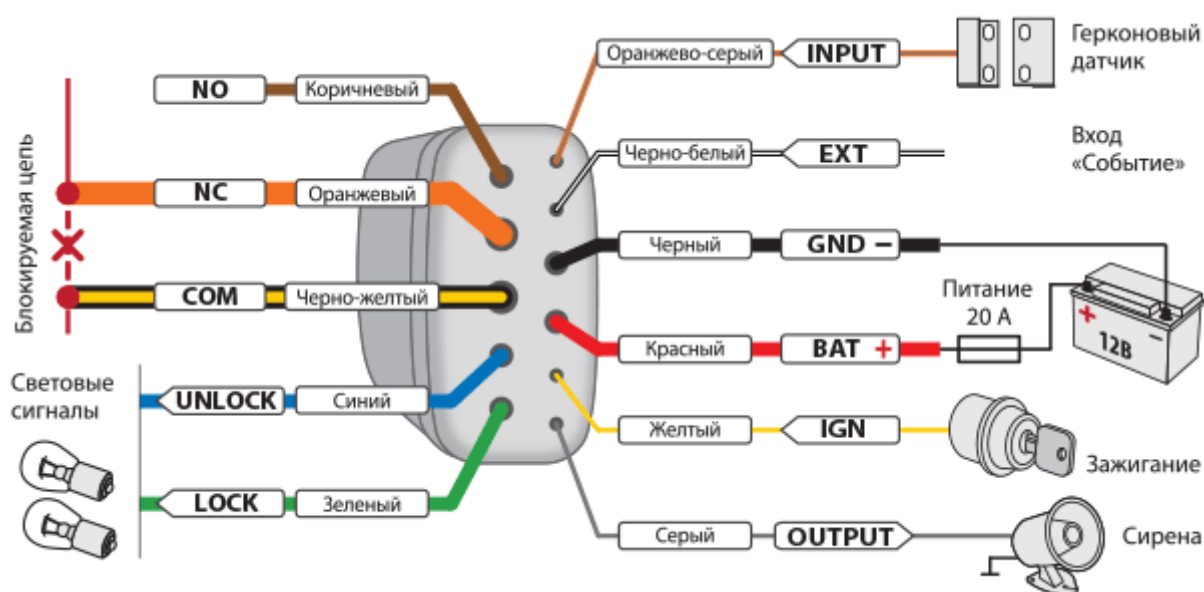 Блокируемая цепь
NO
Коричневый
NC
Оранжевый
COM
Черно-желтый
Световые
сигналы
UNLOCK
Синий
LOCK
Зеленый
Оранжево-серый
INPUT
Герконовый
датчик
Черно-белый
EXT
Вход
«Событие»
Черный
GND −
Питание
20 А
Красный
BAT +
+ −
12В
Желтый
IGN
Зажигание
Серый
OUTPUT
Сирена